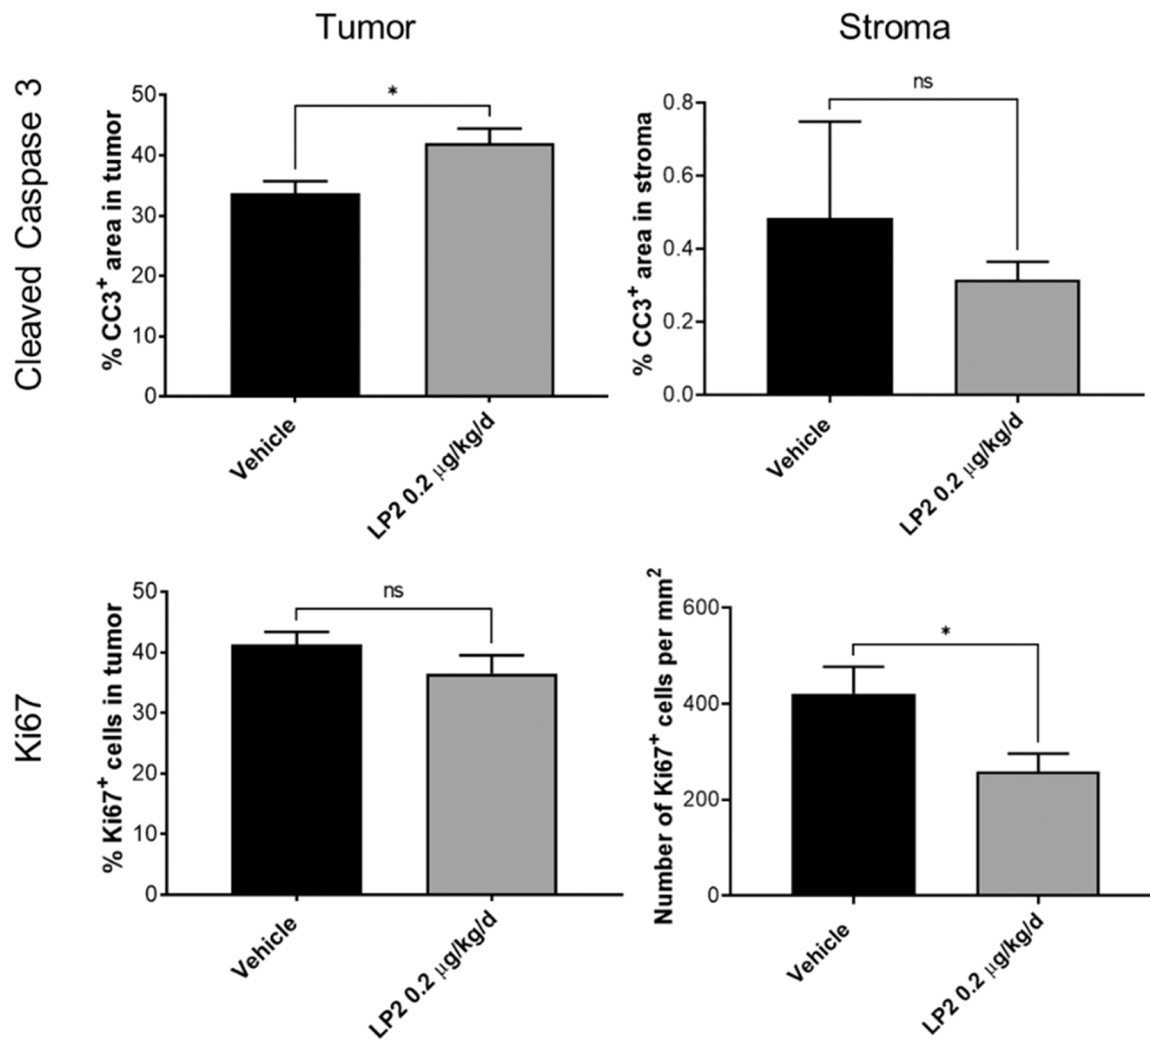 Tumor
Stroma
Cleaved Caspase 3
% CC3+ area in tumor
50
40
30
20
10
0
*
Vehicle
LP2 0.2 µg/kg/d
% CC3+ area in stroma
0.8
0.6
0.4
0.2
0.0
ns
Vehicle
LP2 0.2 µg/kg/d
Ki67
% Ki67+ cells in tumor
50
40
30
20
10
0
ns
Vehicle
LP2 0.2 µg/kg/d
Number of Ki67+ cells per mm2
600
400
200
0
*
Vehicle
LP2 0.2 µg/kg/d